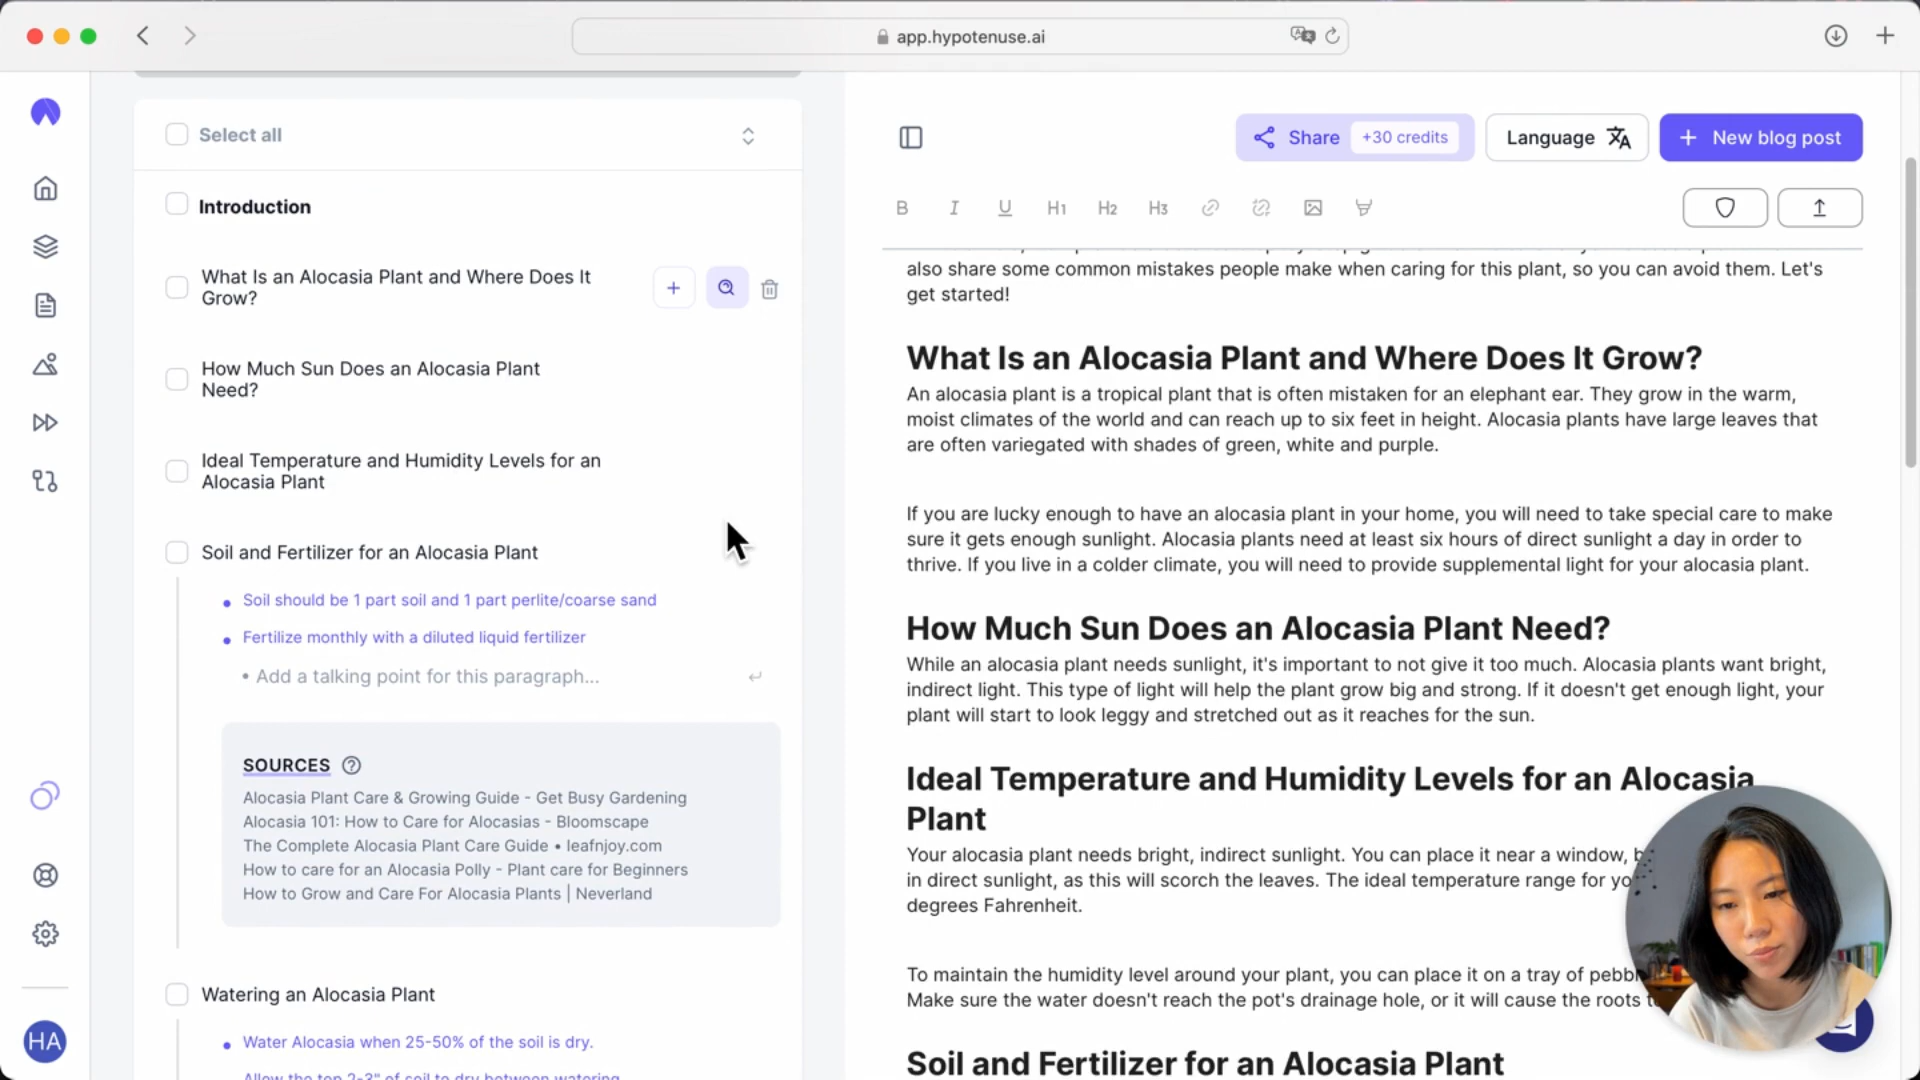 app.hypotenuse.ai
Select all
Introduction
What Is an Alocasia Plant and Where Does It
Grow?
How Much Sun Does an Alocasia Plant
Need?
Ideal Temperature and Humidity Levels for an
Alocasia Plant
Soil and Fertilizer for an Alocasia Plant
• Soil should be 1 part soil and 1 part perlite/coarse sand
• Fertilize monthly with a diluted liquid fertilizer
• Add a talking point for this paragraph...
SOURCES
Alocasia Plant Care & Growing Guide - Get Busy Gardening
Alocasia 101: How to Care for Alocasias - Bloomscape
The Complete Alocasia Plant Care Guide • leafnjoy.com
How to care for an Alocasia Polly - Plant care for Beginners
How to Grow and Care For Alocasia Plants | Neverland
Watering an Alocasia Plant
• Water Alocasia when 25-50% of the soil is dry.
Allow the top 2-3" of soil to dry between watering
HA
Share +30 credits
Language
+ New blog post
B I U H1 H2 H3
also share some common mistakes people make when caring for this plant, so you can avoid them. Let's
get started!
What Is an Alocasia Plant and Where Does It Grow?
An alocasia plant is a tropical plant that is often mistaken for an elephant ear. They grow in the warm,
moist climates of the world and can reach up to six feet in height. Alocasia plants have large leaves that
are often variegated with shades of green, white and purple.
If you are lucky enough to have an alocasia plant in your home, you will need to take special care to make
sure it gets enough sunlight. Alocasia plants need at least six hours of direct sunlight a day in order to
thrive. If you live in a colder climate, you will need to provide supplemental light for your alocasia plant.
How Much Sun Does an Alocasia Plant Need?
While an alocasia plant needs sunlight, it's important to not give it too much. Alocasia plants want bright,
indirect light. This type of light will help the plant grow big and strong. If it doesn't get enough light, your
plant will start to look leggy and stretched out as it reaches for the sun.
Ideal Temperature and Humidity Levels for an Alocasia
Plant
Your alocasia plant needs bright, indirect sunlight. You can place it near a window,
in direct sunlight, as this will scorch the leaves. The ideal temperature range for
degrees Fahrenheit.
To maintain the humidity level around your plant, you can place it on a tray of
Make sure the water doesn't reach the pot's drainage hole, or it will cause the roots
Soil and Fertilizer for an Alocasia Plant